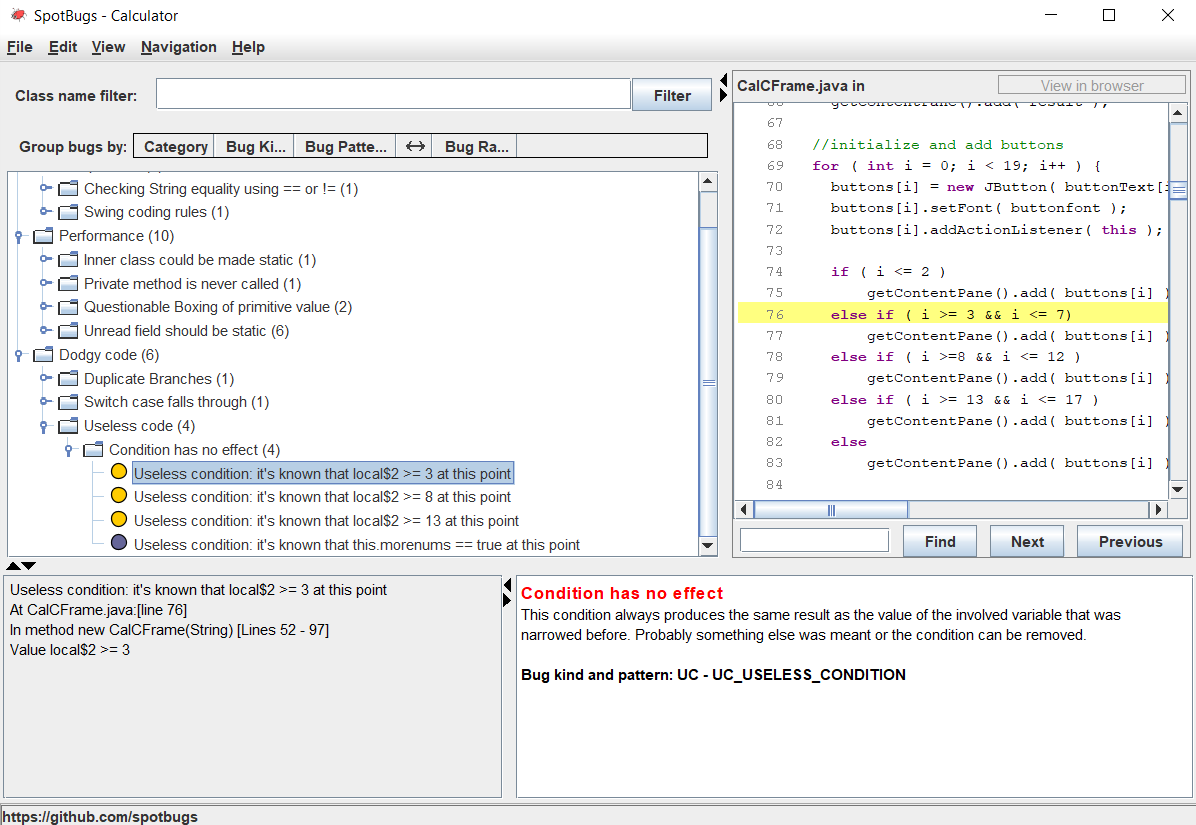 SpotBugs - Calculator
File Edit View Navigation Help
Class name filter:
Filter
Group bugs by: Category Bug Ki... Bug Patte... Bug Ra...
Checking String equality using == or != (1)
Swing coding rules (1)
Performance (10)
Inner class could be made static (1)
Private method is never called (1)
Questionable Boxing of primitive value (2)
Unread field should be static (6)
Dodgy code (6)
Duplicate Branches (1)
Switch case falls through (1)
Useless code (4)
Condition has no effect (4)
Useless condition: it's known that local$2 >= 3 at this point
Useless condition: it's known that local$2 >= 8 at this point
Useless condition: it's known that local$2 >= 13 at this point
Useless condition: it's known that this.morenums == true at this point
CalCFrame.java in
View in browser
66 getContentPane().add( result );
67
68 //initialize and add buttons
69 for ( int i = 0; i < 19; i++ ) {
70 buttons[i] = new JButton( buttonText[i
71 buttons[i].setFont( buttonfont );
72 buttons[i].addActionListener( this );
73
74 if ( i <= 2 )
75 getContentPane().add( buttons[i] )
76 else if ( i >= 3 && i <= 7)
77 getContentPane().add( buttons[i] )
78 else if ( i >=8 && i <= 12 )
79 getContentPane().add( buttons[i] )
80 else if ( i >= 13 && i <= 17 )
81 getContentPane().add( buttons[i] )
82 else
83 getContentPane().add( buttons[i] )
84
Find Next Previous
Useless condition: it's known that local$2 >= 3 at this point
At CalCFrame.java:[line 76]
In method new CalCFrame(String) [Lines 52 - 97]
Value local$2 >= 3
Condition has no effect
This condition always produces the same result as the value of the involved variable that was
narrowed before. Probably something else was meant or the condition can be removed.
Bug kind and pattern: UC - UC_USELESS_CONDITION
https://github.com/spotbugs